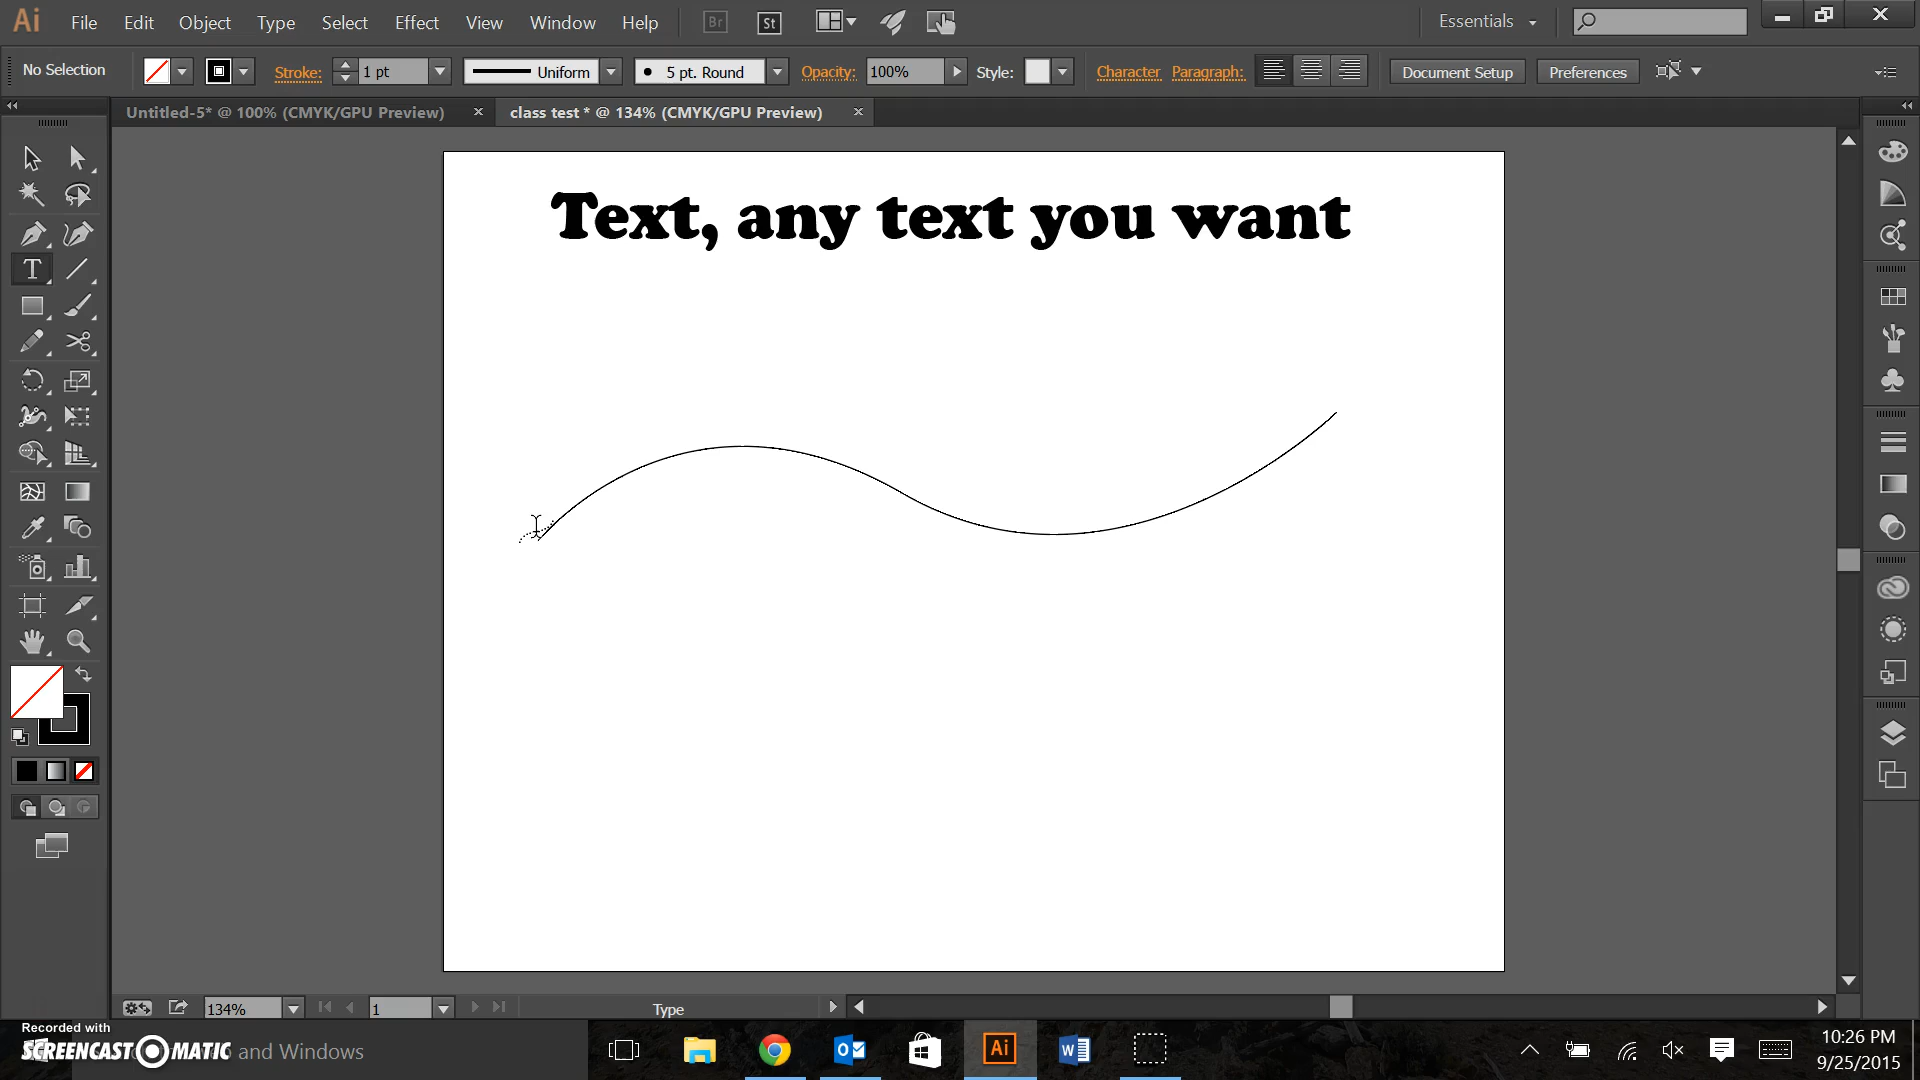 Ai File Edit Object Type Select Effect View Window Help Br St Essentials
No Selection Stroke: 1 pt Uniform 5 pt. Round Opacity: 100% Style: Character Paragraph: Document Setup Preferences
Untitled-5* @ 100% (CMYK/GPU Preview) class test * @ 134% (CMYK/GPU Preview)
Text, any text you want
T
134% 1 Type
Recorded with
SCREENCAST MATIC and Windows
Ai
10:26 PM
9/25/2015